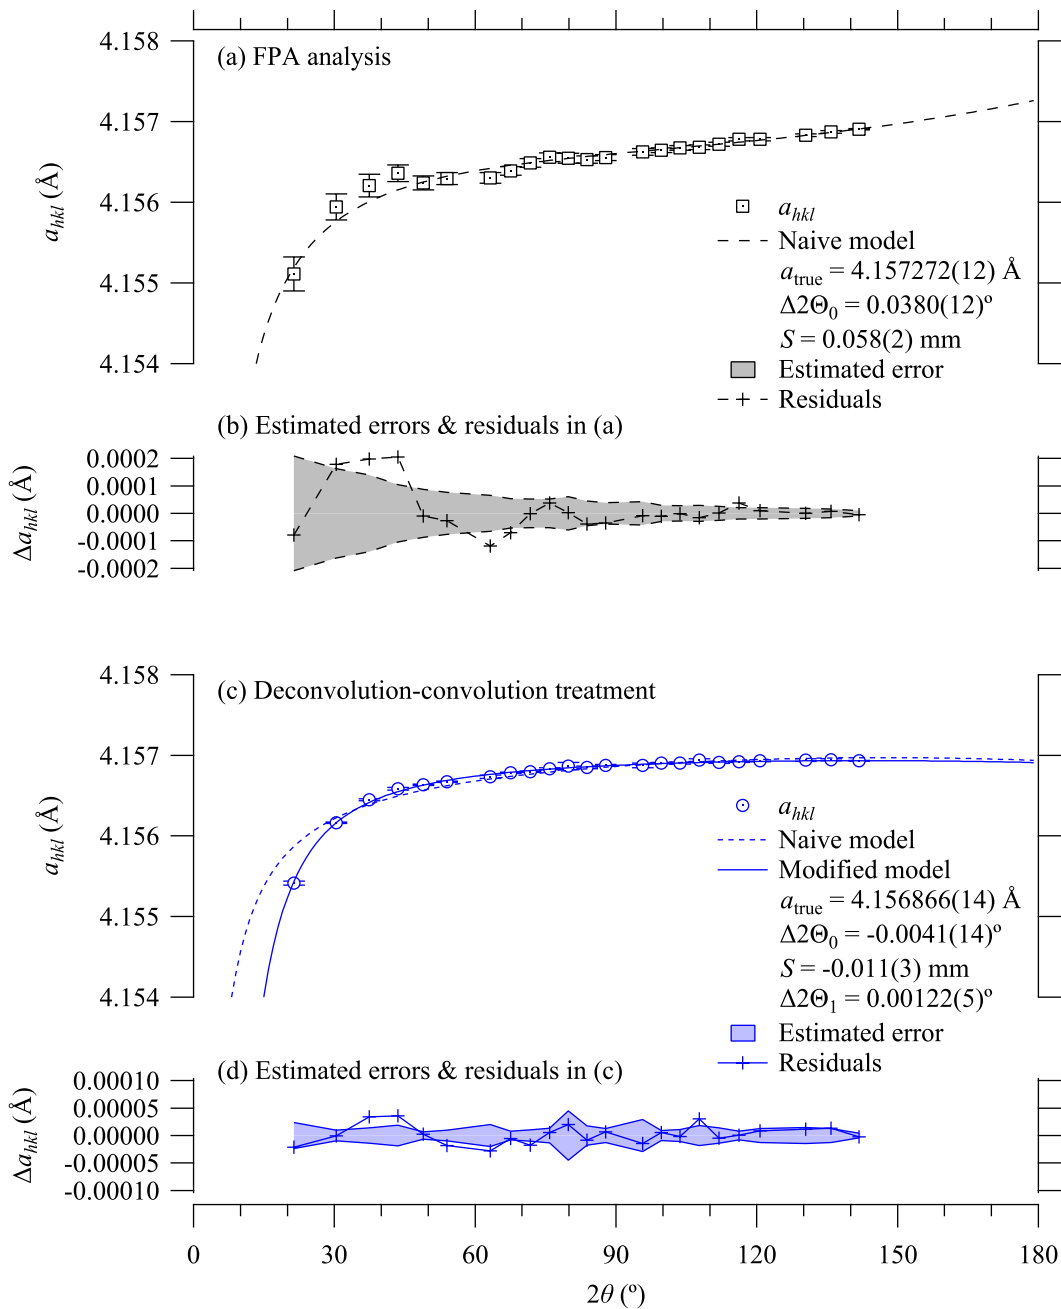 4.158
(a) FPA analysis
4.157
4.156
4.155
4.154
a_hkl (Å)
a_hkl
Naive model
a_true = 4.157272(12) Å
Δ2Θ_0 = 0.0380(12)º
S = 0.058(2) mm
Estimated error
Residuals
(b) Estimated errors & residuals in (a)
0.0002
0.0001
0.0000
-0.0001
-0.0002
Δa_hkl (Å)
4.158
(c) Deconvolution-convolution treatment
4.157
4.156
4.155
4.154
a_hkl (Å)
a_hkl
Naive model
Modified model
a_true = 4.156866(14) Å
Δ2Θ_0 = -0.0041(14)º
S = -0.011(3) mm
Δ2Θ_1 = 0.00122(5)º
Estimated error
Residuals
(d) Estimated errors & residuals in (c)
0.00010
0.00005
0.00000
-0.00005
-0.00010
Δa_hkl (Å)
0 30 60 90 120 150 180
2θ (º)